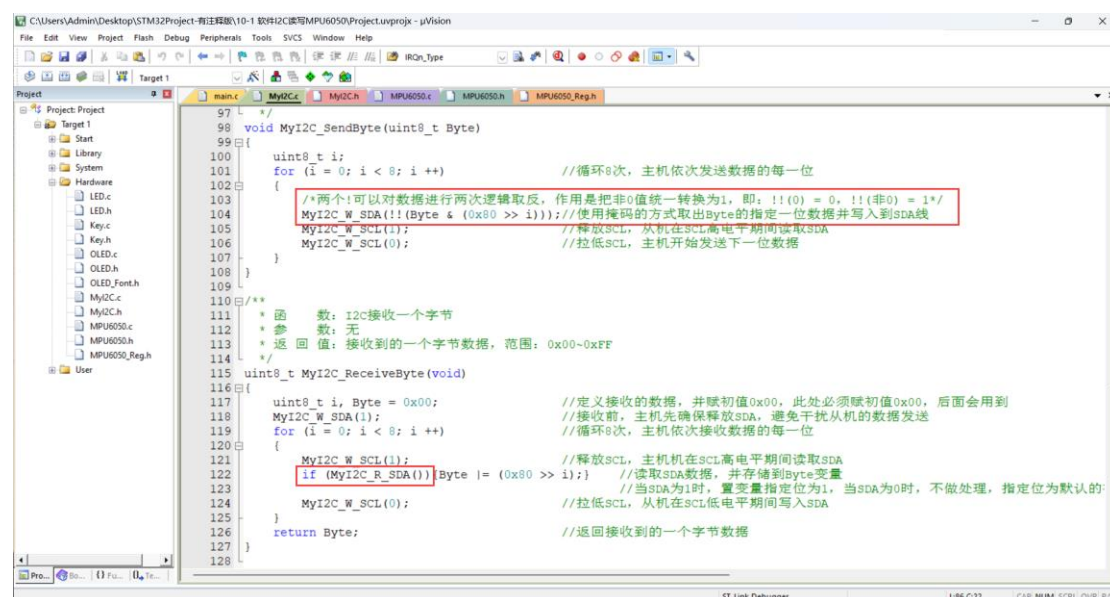 C:\Users\Admin\Desktop\STM32Project-有注释版\10-1 软件I2C读写MPU6050\Project.uvprojx - µVision
File Edit View Project Flash Debug Peripherals Tools SVCS Window Help
IRQn_Type
Target 1
Project
main.c MyI2C.c MyI2C.h MPU6050.c MPU6050.h MPU6050_Reg.h
Project: Project
Target 1
Start
Library
System
Hardware
LED.c
LED.h
Key.c
Key.h
OLED.c
OLED.h
OLED_Font.h
MyI2C.c
MyI2C.h
MPU6050.c
MPU6050.h
MPU6050_Reg.h
User
97 */
98 void MyI2C_SendByte(uint8_t Byte)
99 {
100 uint8_t i;
101 for (i = 0; i < 8; i ++) //循环8次，主机依次发送数据的每一位
102 {
103 /*两个!可以对数据进行两次逻辑取反，作用是把非0值统一转换为1，即：!!(0) = 0，!!(非0) = 1*/
104 MyI2C_W_SDA(!!(Byte & (0x80 >> i)));//使用掩码的方式取出Byte的指定一位数据并写入到SDA线
105 MyI2C_W_SCL(1); //释放SCL，从机在SCL高电平期间读取SDA
106 MyI2C_W_SCL(0); //拉低SCL，主机开始发送下一位数据
107 }
108 }
109
110 /**
111 * 函 数：I2C接收一个字节
112 * 参 数：无
113 * 返 回 值：接收到的一个字节数据，范围：0x00~0xFF
114 */
115 uint8_t MyI2C_ReceiveByte(void)
116 {
117 uint8_t i, Byte = 0x00; //定义接收的数据，并赋初值0x00，此处必须赋初值0x00，后面会用到
118 MyI2C_W_SDA(1); //接收前，主机先确保释放SDA，避免干扰从机的数据发送
119 for (i = 0; i < 8; i ++) //循环8次，主机依次接收数据的每一位
120 {
121 MyI2C_W_SCL(1); //释放SCL，主机机在SCL高电平期间读取SDA
122 if (MyI2C_R_SDA()){Byte |= (0x80 >> i);} //读取SDA数据，并存储到Byte变量
123 //当SDA为1时，置变量指定位为1，当SDA为0时，不做处理，指定位为默认的
124 MyI2C_W_SCL(0); //拉低SCL，从机在SCL低电平期间写入SDA
125 }
126 return Byte; //返回接收到的一个字节数据
127 }
128
Pro... Bo... {} Fu... Te...
ST-Link Debugger L:96 C:22 CAP NUM SCRL OVR